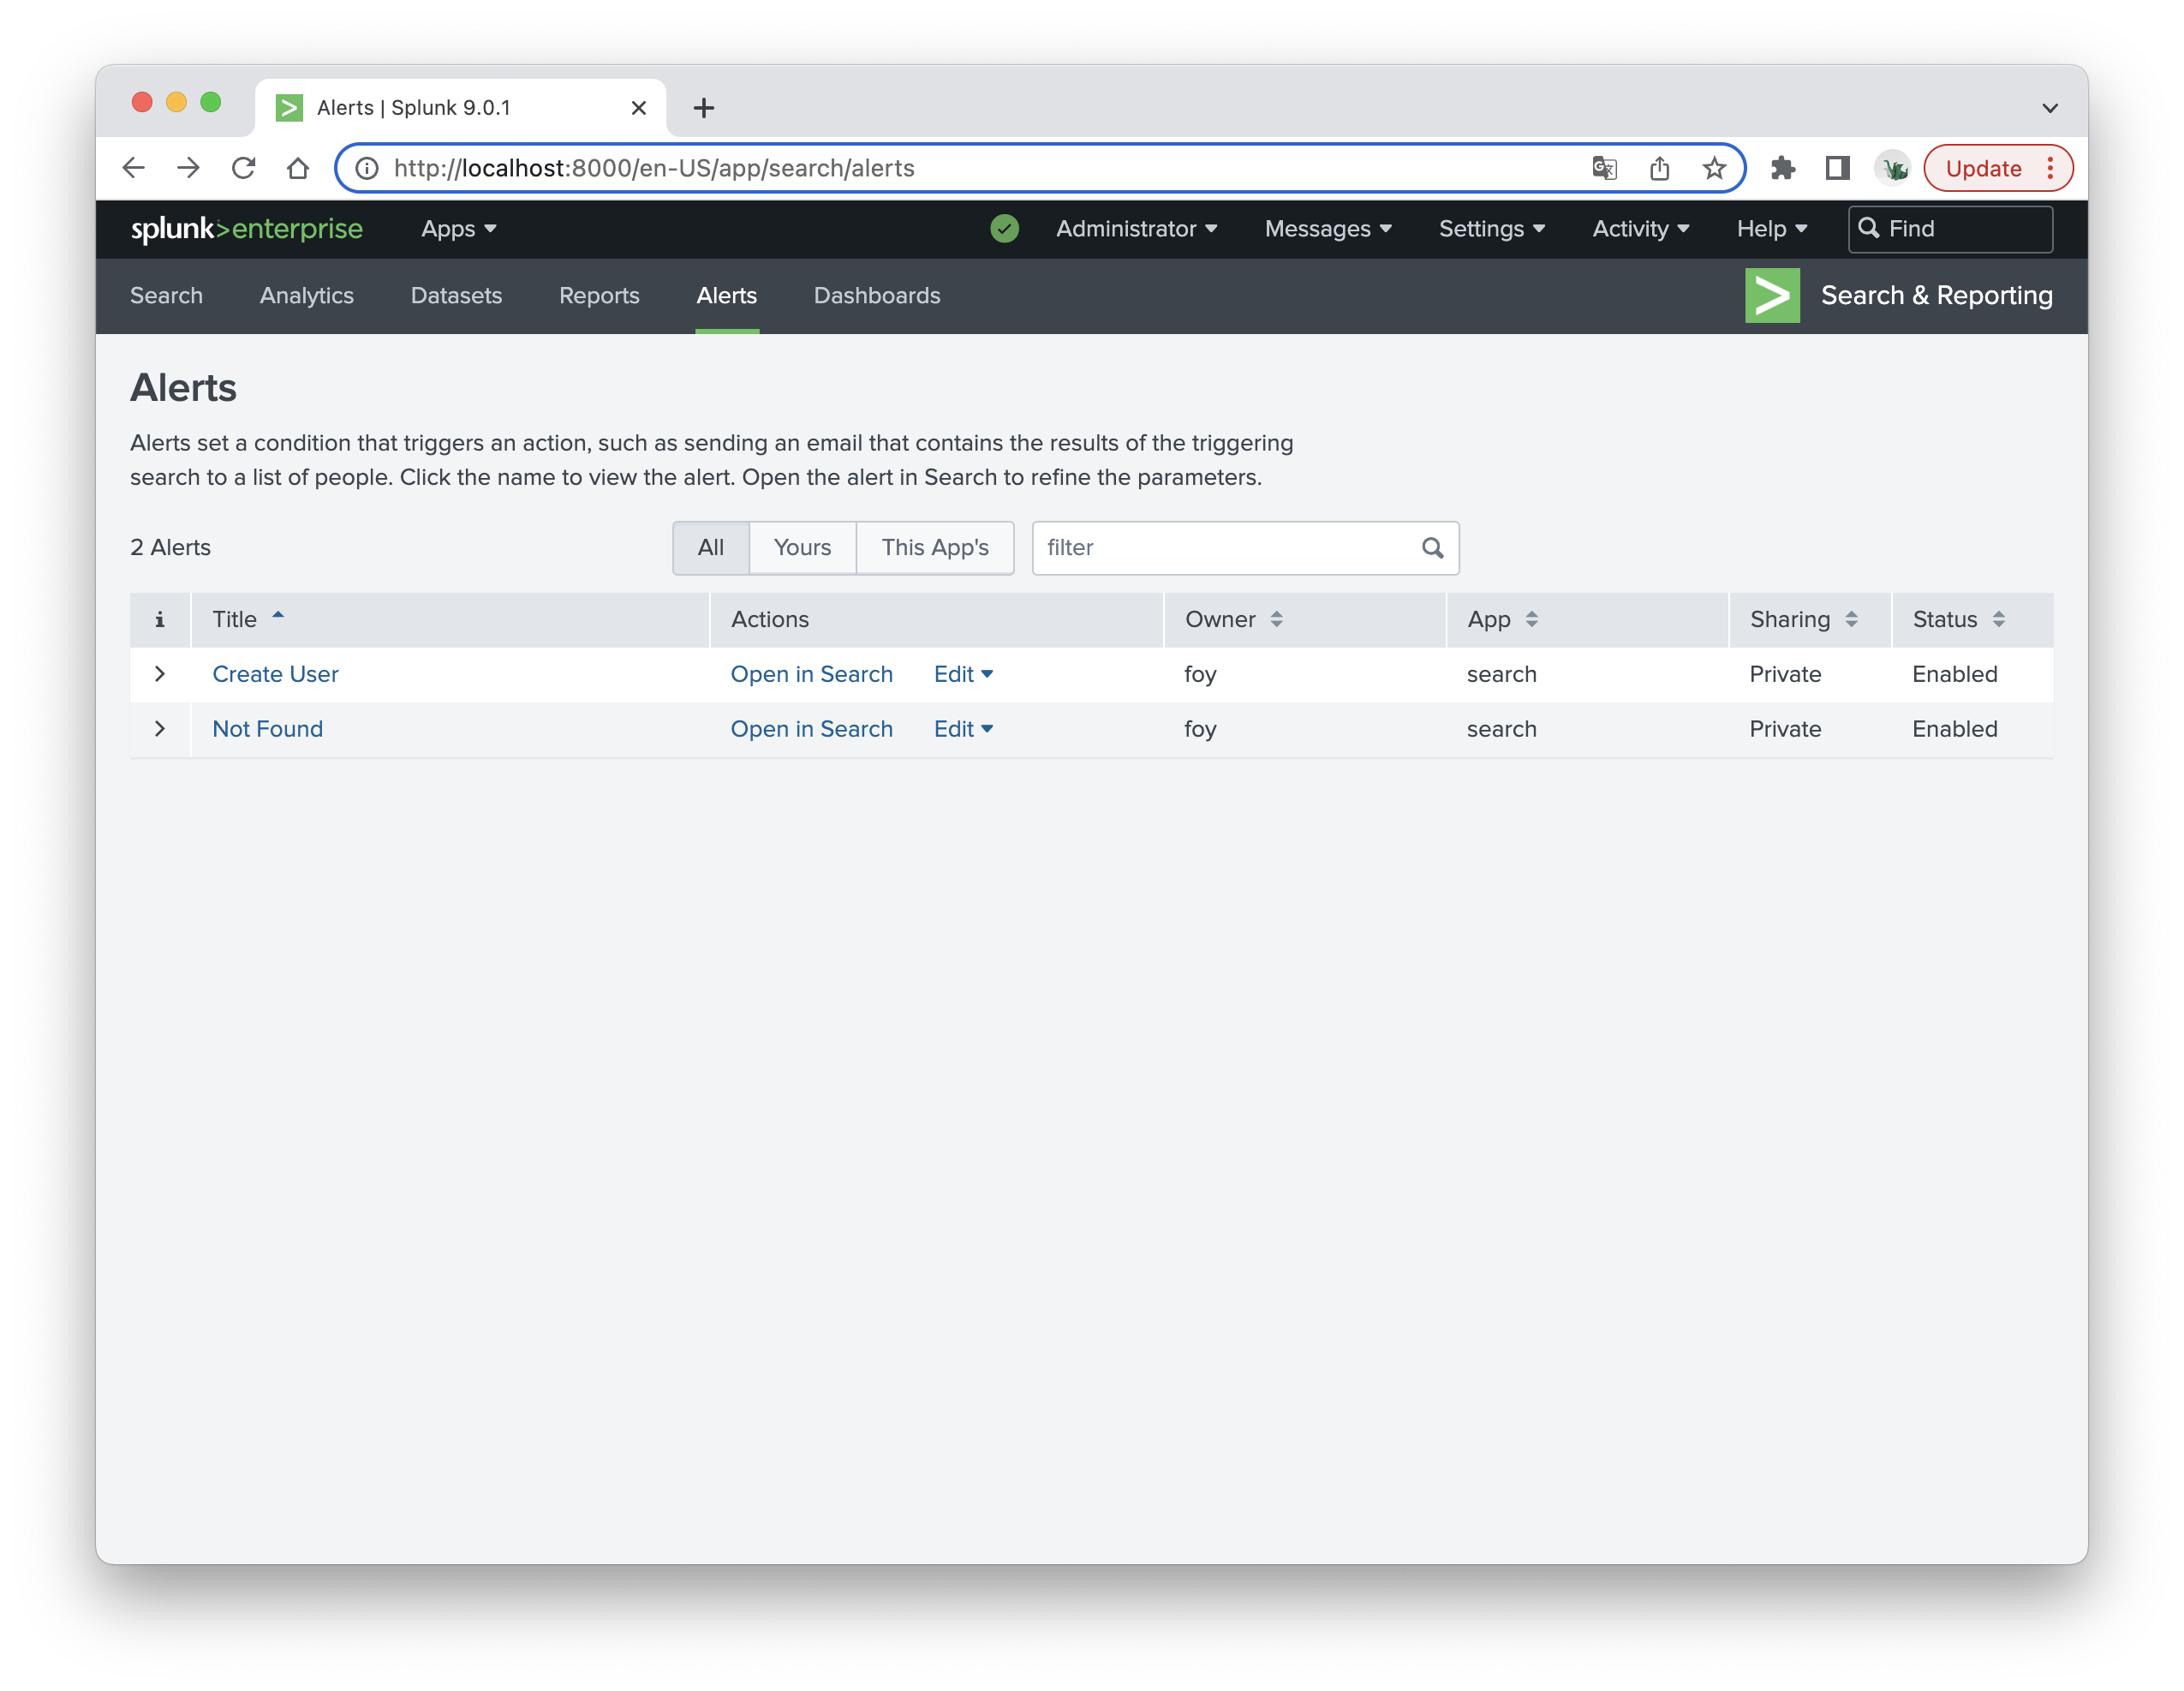 Alerts | Splunk 9.0.1
http://localhost:8000/en-US/app/search/alerts
Update
splunk>enterprise Apps Administrator Messages Settings Activity Help Find
Search Analytics Datasets Reports Alerts Dashboards Search & Reporting
Alerts
Alerts set a condition that triggers an action, such as sending an email that contains the results of the triggering
search to a list of people. Click the name to view the alert. Open the alert in Search to refine the parameters.
2 Alerts All Yours This App's filter
i Title Actions Owner App Sharing Status
Create User Open in Search Edit foy search Private Enabled
Not Found Open in Search Edit foy search Private Enabled